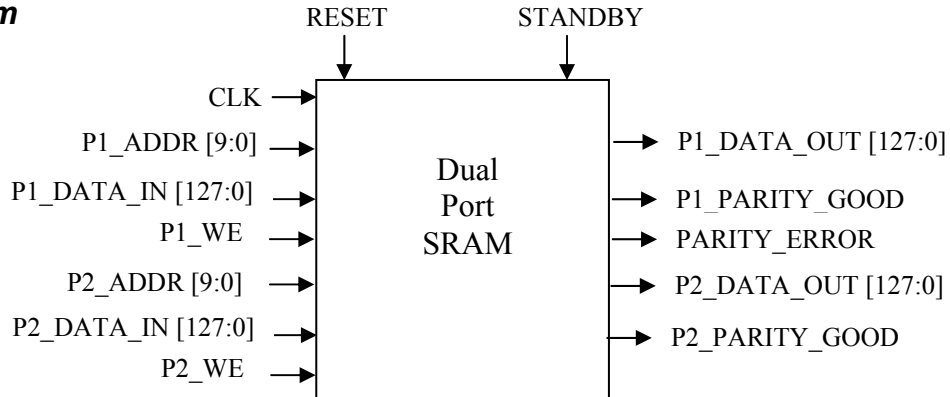 m
RESET
STANDBY
CLK
P1_ADDR [9:0]
P1_DATA_IN [127:0]
P1_WE
P2_ADDR [9:0]
P2_DATA_IN [127:0]
P2_WE
Dual
Port
SRAM
P1_DATA_OUT [127:0]
P1_PARITY_GOOD
PARITY_ERROR
P2_DATA_OUT [127:0]
P2_PARITY_GOOD